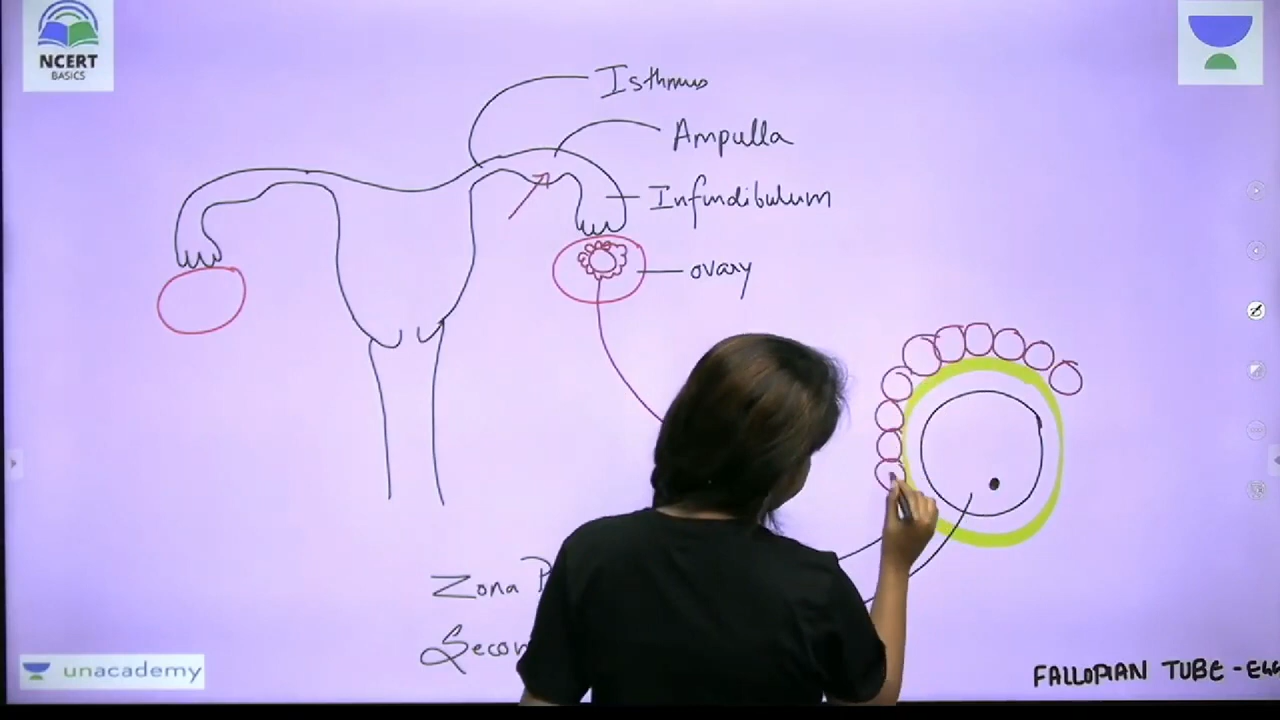 NCERT
BASICS
Isthmus
Ampulla
Infundibulum
ovary
Zona P
Secon
unacademy
FALLOPIAN TUBE - EGG